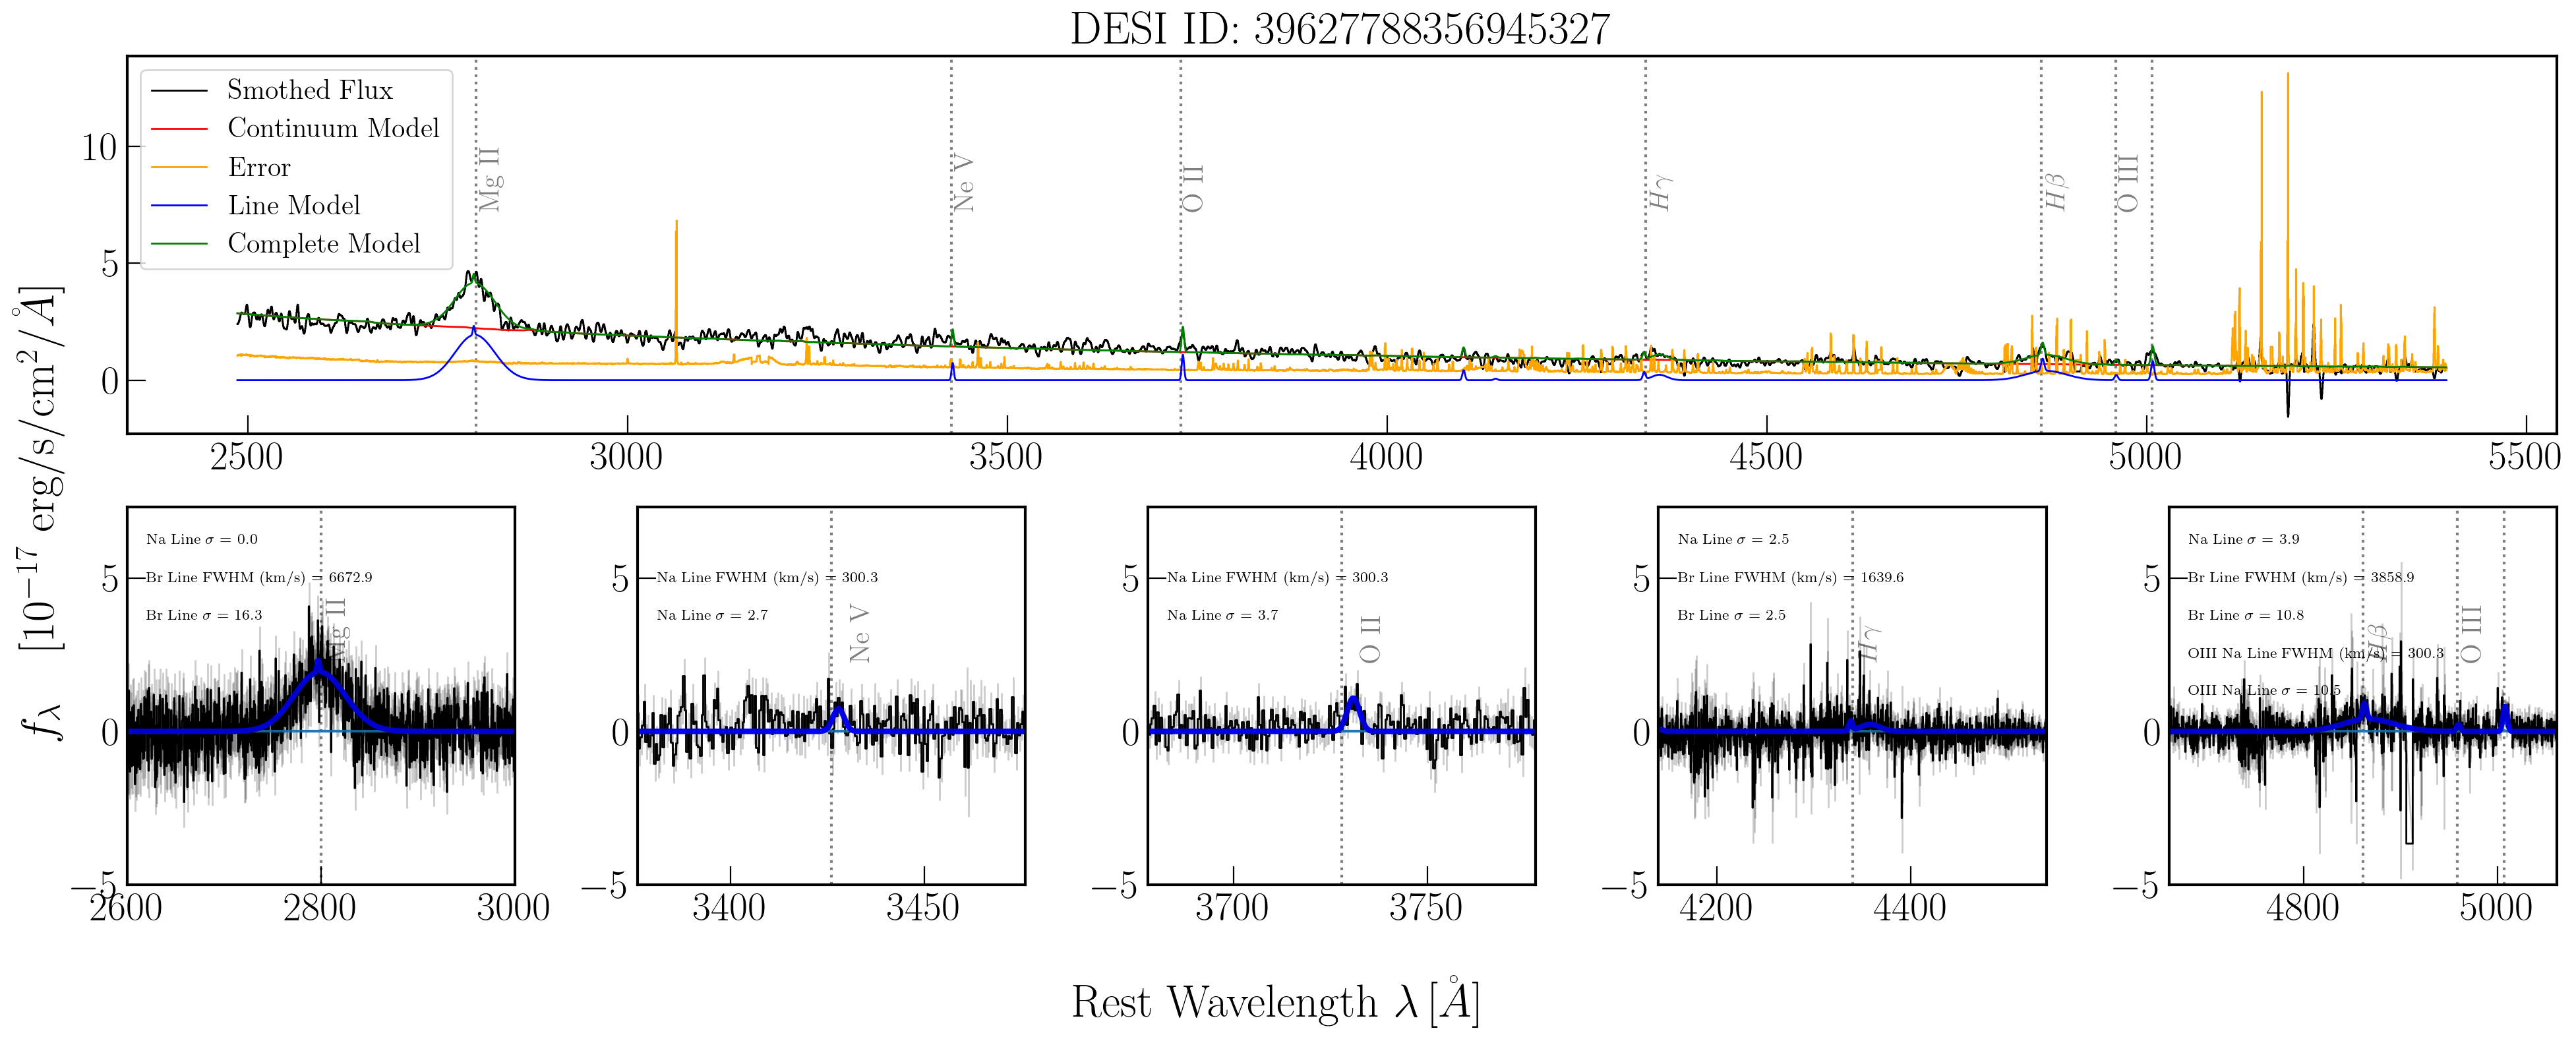 DESI ID: 39627788356945327
Smothed Flux
Continuum Model
Error
Line Model
Complete Model
Mg II
Ne V
O II
Hγ
Hβ
O III
10
5
0
2500 3000 3500 4000 4500 5000 5500
f_λ [10^−17 erg/s/cm^2/Å]
Na Line σ = 0.0
Br Line FWHM (km/s) = 6672.9
Br Line σ = 16.3
Mg II
5
0
−5
2600 2800 3000
Na Line FWHM (km/s) = 300.3
Na Line σ = 2.7
Ne V
5
0
−5
3400 3450
Na Line FWHM (km/s) = 300.3
Na Line σ = 3.7
O II
5
0
−5
3700 3750
Na Line σ = 2.5
Br Line FWHM (km/s) = 1639.6
Br Line σ = 2.5
Hγ
5
0
−5
4200 4400
Na Line σ = 3.9
Br Line FWHM (km/s) = 3858.9
Br Line σ = 10.8
OIII Na Line FWHM (km/s) = 300.3
OIII Na Line σ = 10.5
Hβ
O III
5
0
−5
4800 5000
Rest Wavelength λ [Å]